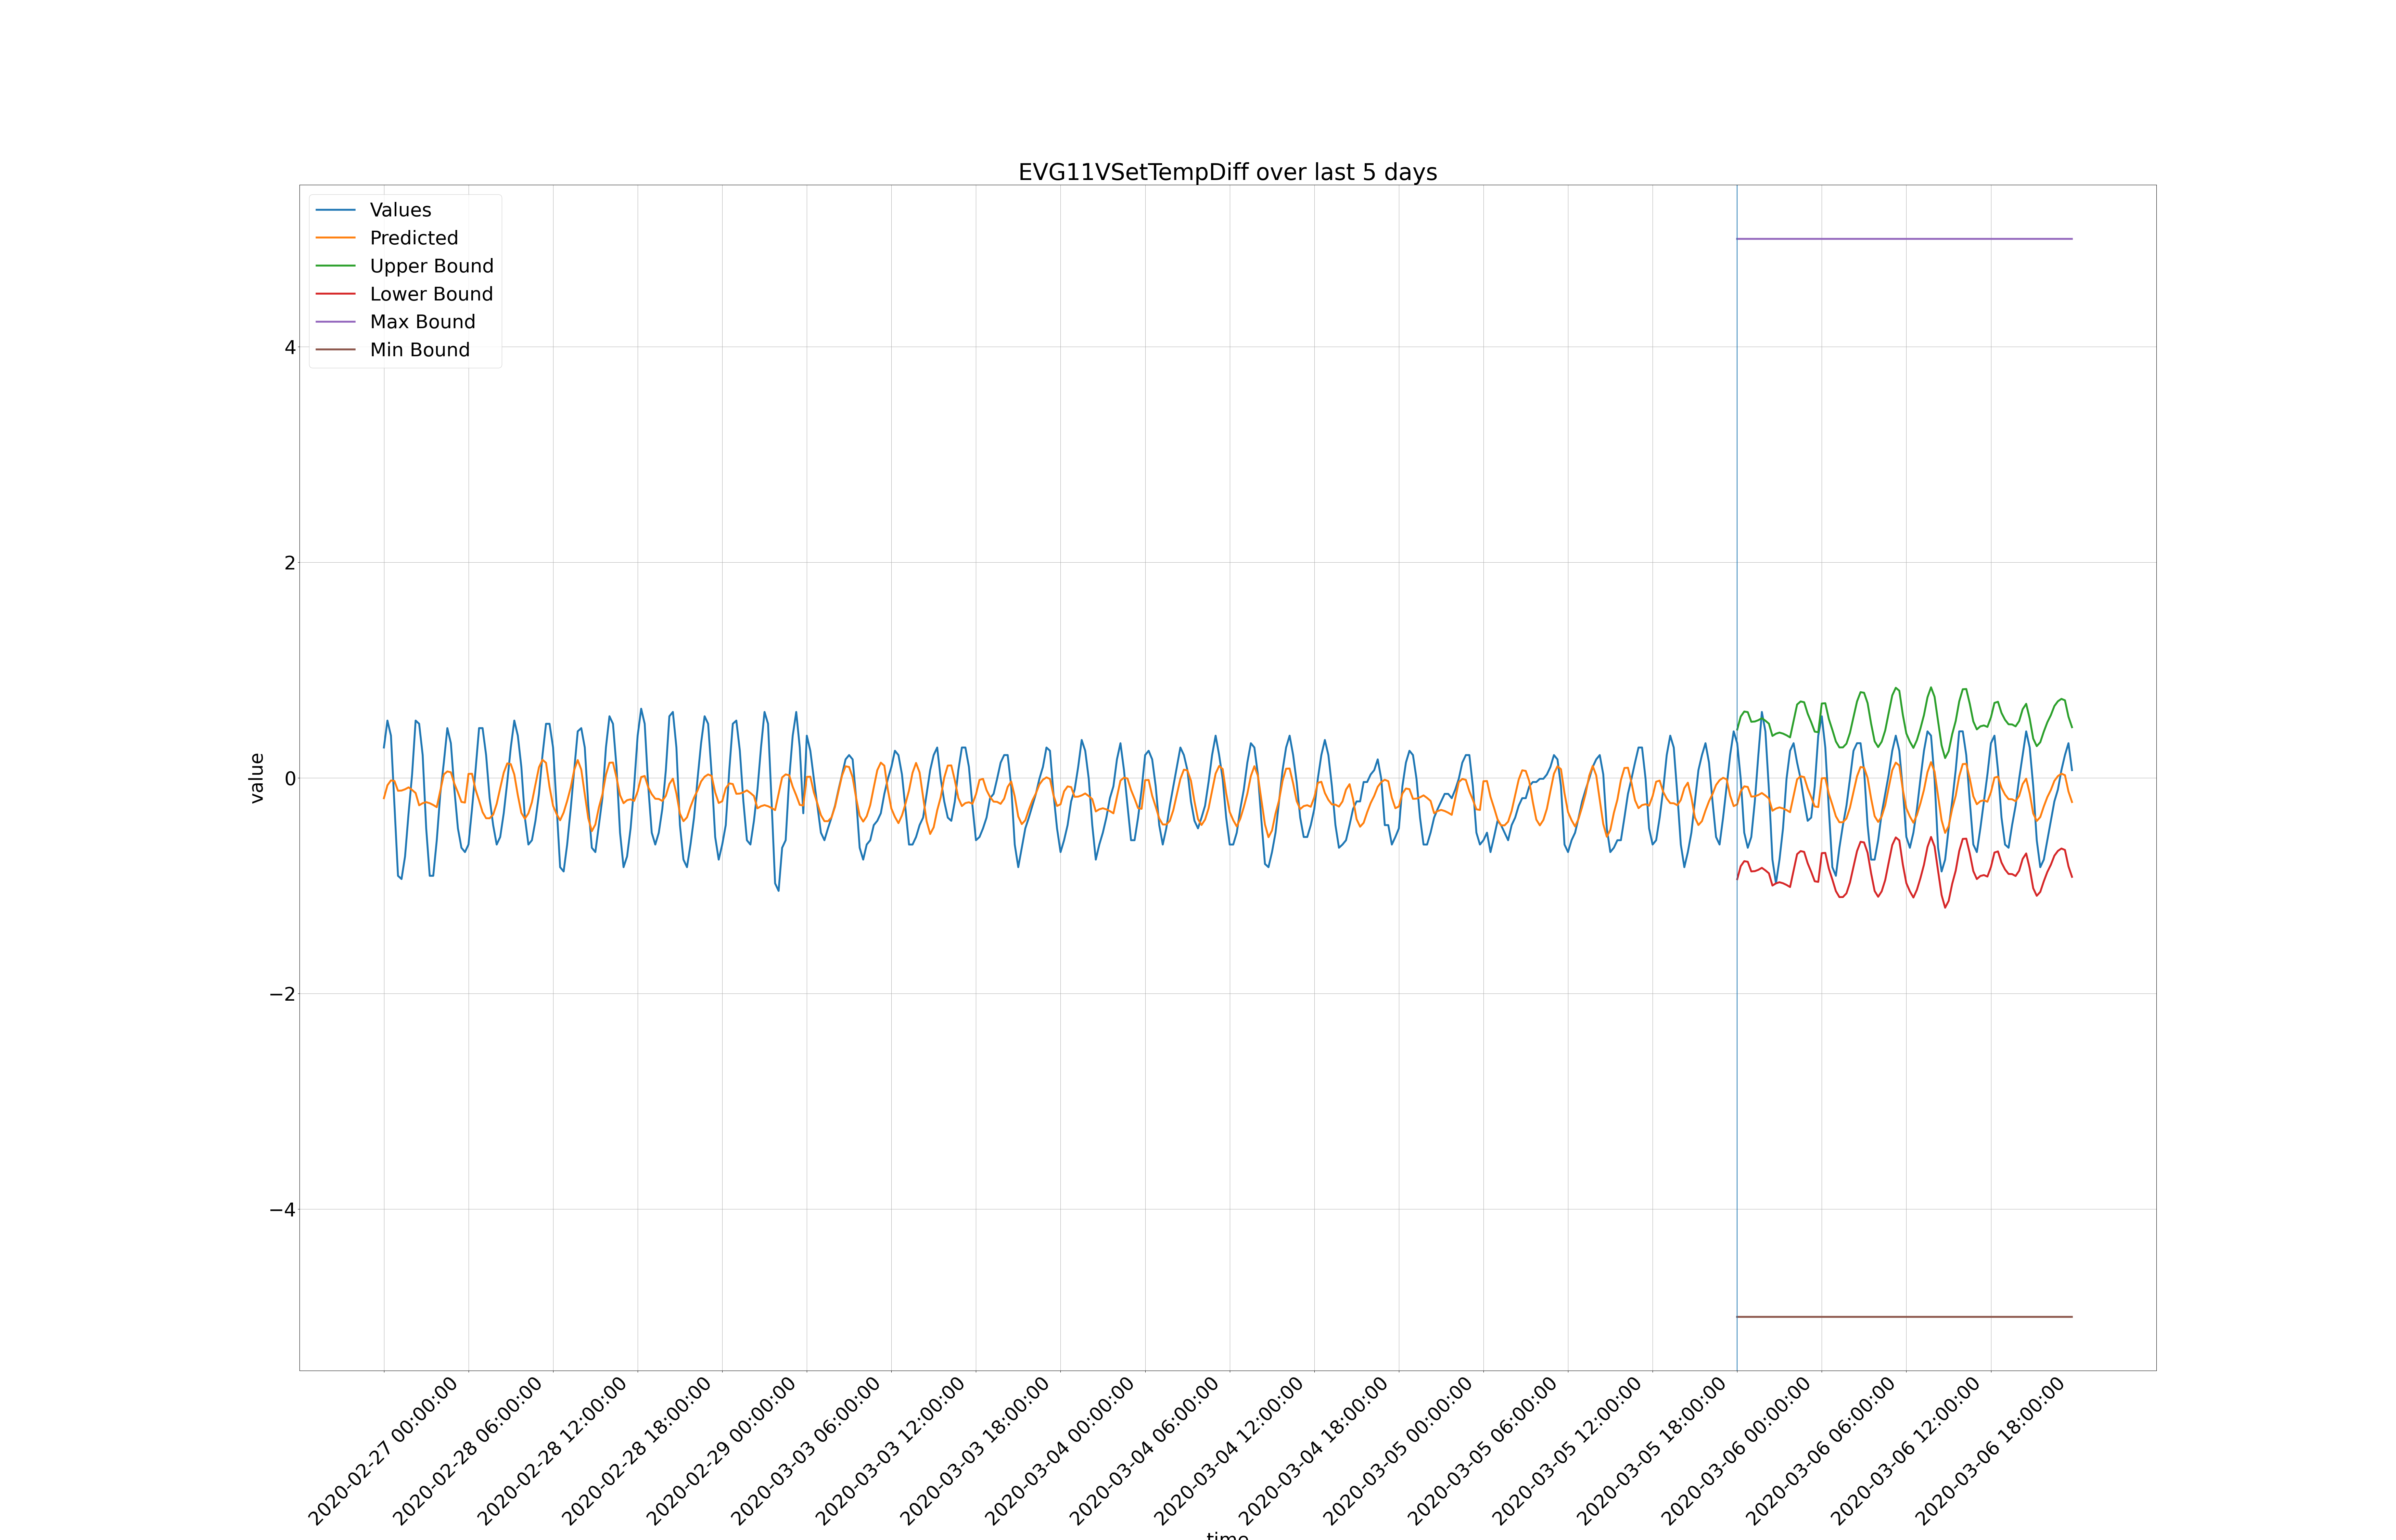 EVG11VSetTempDiff over last 5 days
Values
Predicted
Upper Bound
Lower Bound
Max Bound
Min Bound
value
4
2
0
−2
−4
2020-02-27 00:00:00
2020-02-28 06:00:00
2020-02-28 12:00:00
2020-02-28 18:00:00
2020-02-29 00:00:00
2020-03-03 06:00:00
2020-03-03 12:00:00
2020-03-03 18:00:00
2020-03-04 00:00:00
2020-03-04 06:00:00
2020-03-04 12:00:00
2020-03-04 18:00:00
2020-03-05 00:00:00
2020-03-05 06:00:00
2020-03-05 12:00:00
2020-03-05 18:00:00
2020-03-06 00:00:00
2020-03-06 06:00:00
2020-03-06 12:00:00
2020-03-06 18:00:00
time